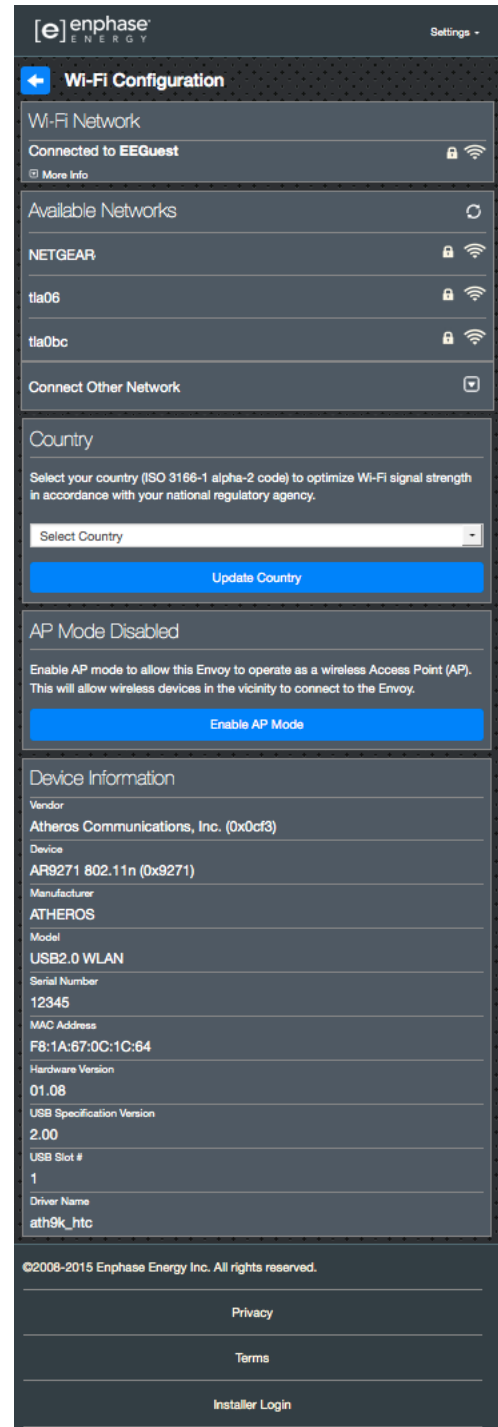 [e] enphase
ENERGY
Settings
Wi-Fi Configuration
Wi-Fi Network
Connected to EEGuest
More Info
Available Networks
NETGEAR
tla06
tla0bc
Connect Other Network
Country
Select your country (ISO 3166-1 alpha-2 code) to optimize Wi-Fi signal strength
in accordance with your national regulatory agency.
Select Country
Update Country
AP Mode Disabled
Enable AP mode to allow this Envoy to operate as a wireless Access Point (AP).
This will allow wireless devices in the vicinity to connect to the Envoy.
Enable AP Mode
Device Information
Vendor
Atheros Communications, Inc. (0x0cf3)
Device
AR9271 802.11n (0x9271)
Manufacturer
ATHEROS
Model
USB2.0 WLAN
Serial Number
12345
MAC Address
F8:1A:67:0C:1C:64
Hardware Version
01.08
USB Specification Version
2.00
USB Slot #
1
Driver Name
ath9k_htc
©2008-2015 Enphase Energy Inc. All rights reserved.
Privacy
Terms
Installer Login